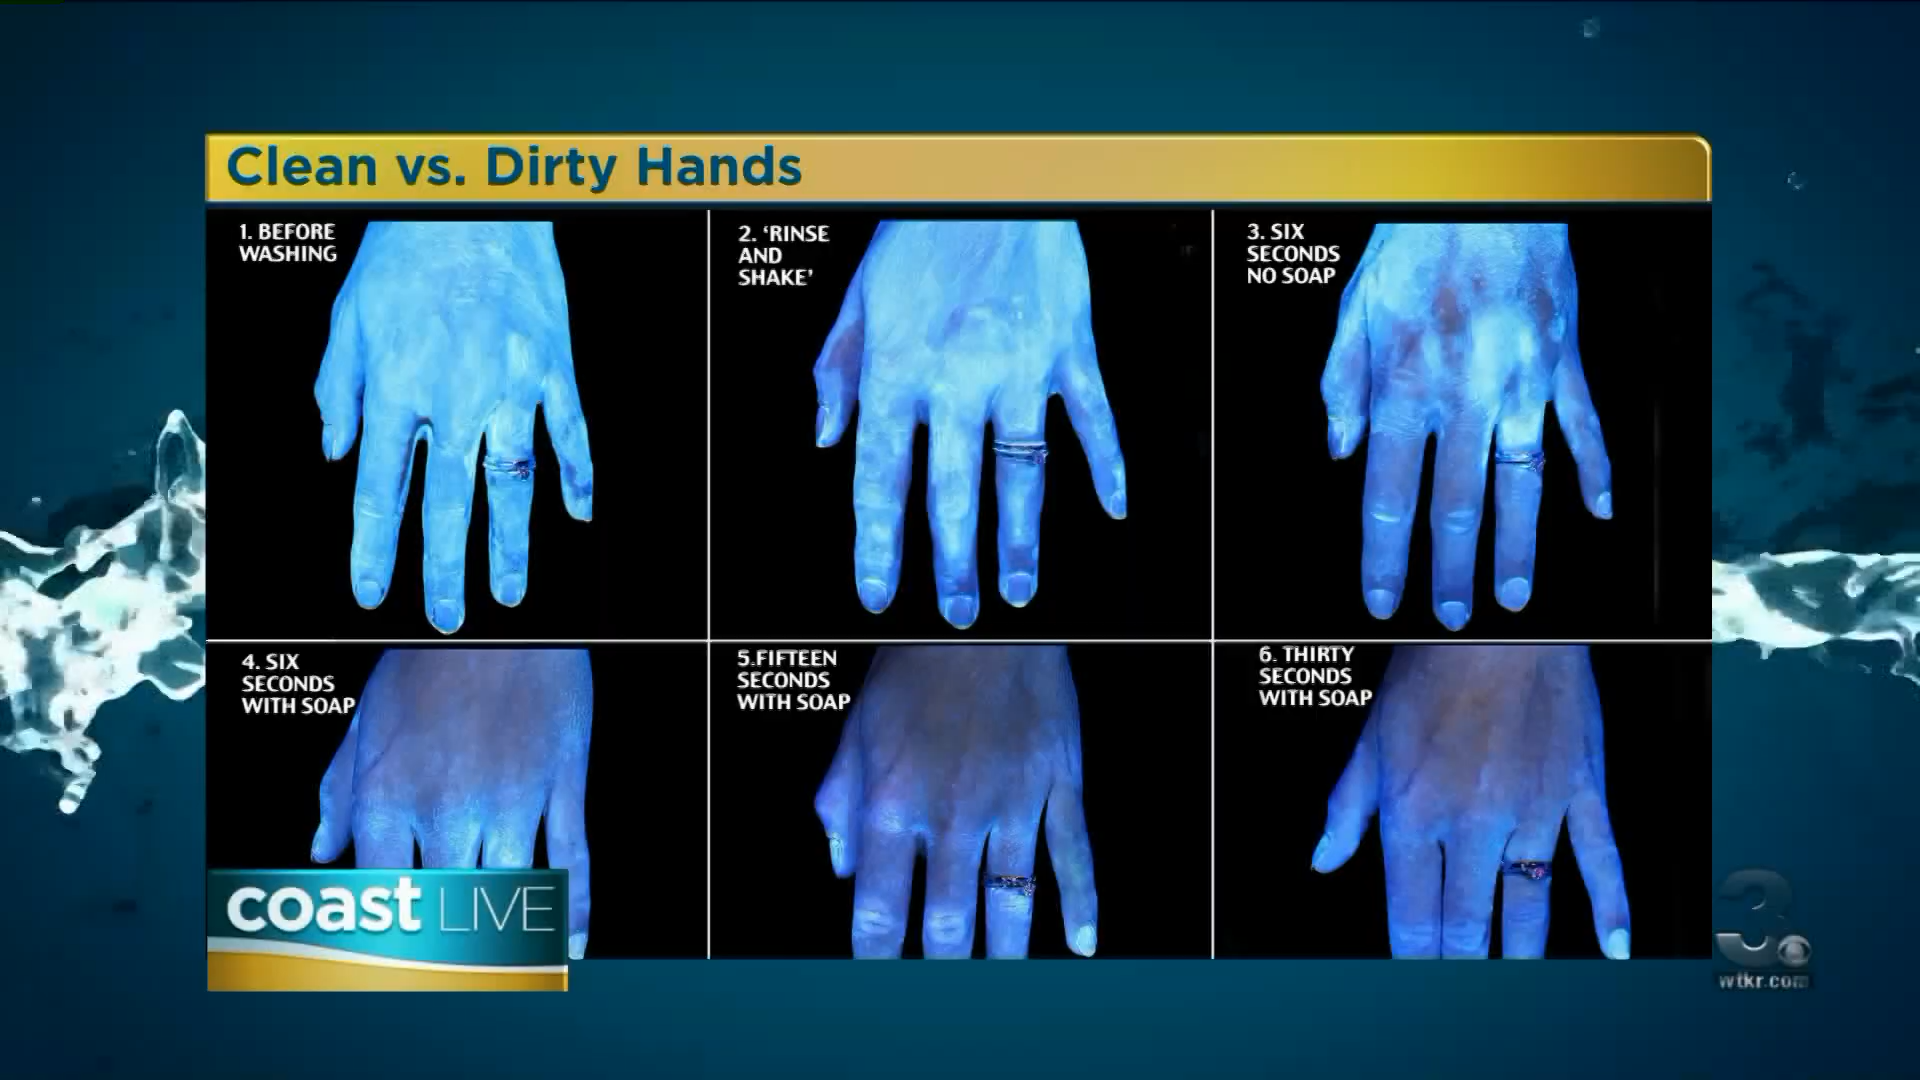 Clean vs. Dirty Hands
1. BEFORE
WASHING
2. ‘RINSE
AND
SHAKE’
3. SIX
SECONDS
NO SOAP
4. SIX
SECONDS
WITH SOAP
5.FIFTEEN
SECONDS
WITH SOAP
6. THIRTY
SECONDS
WITH SOAP
coast LIVE
3
wtkr.com